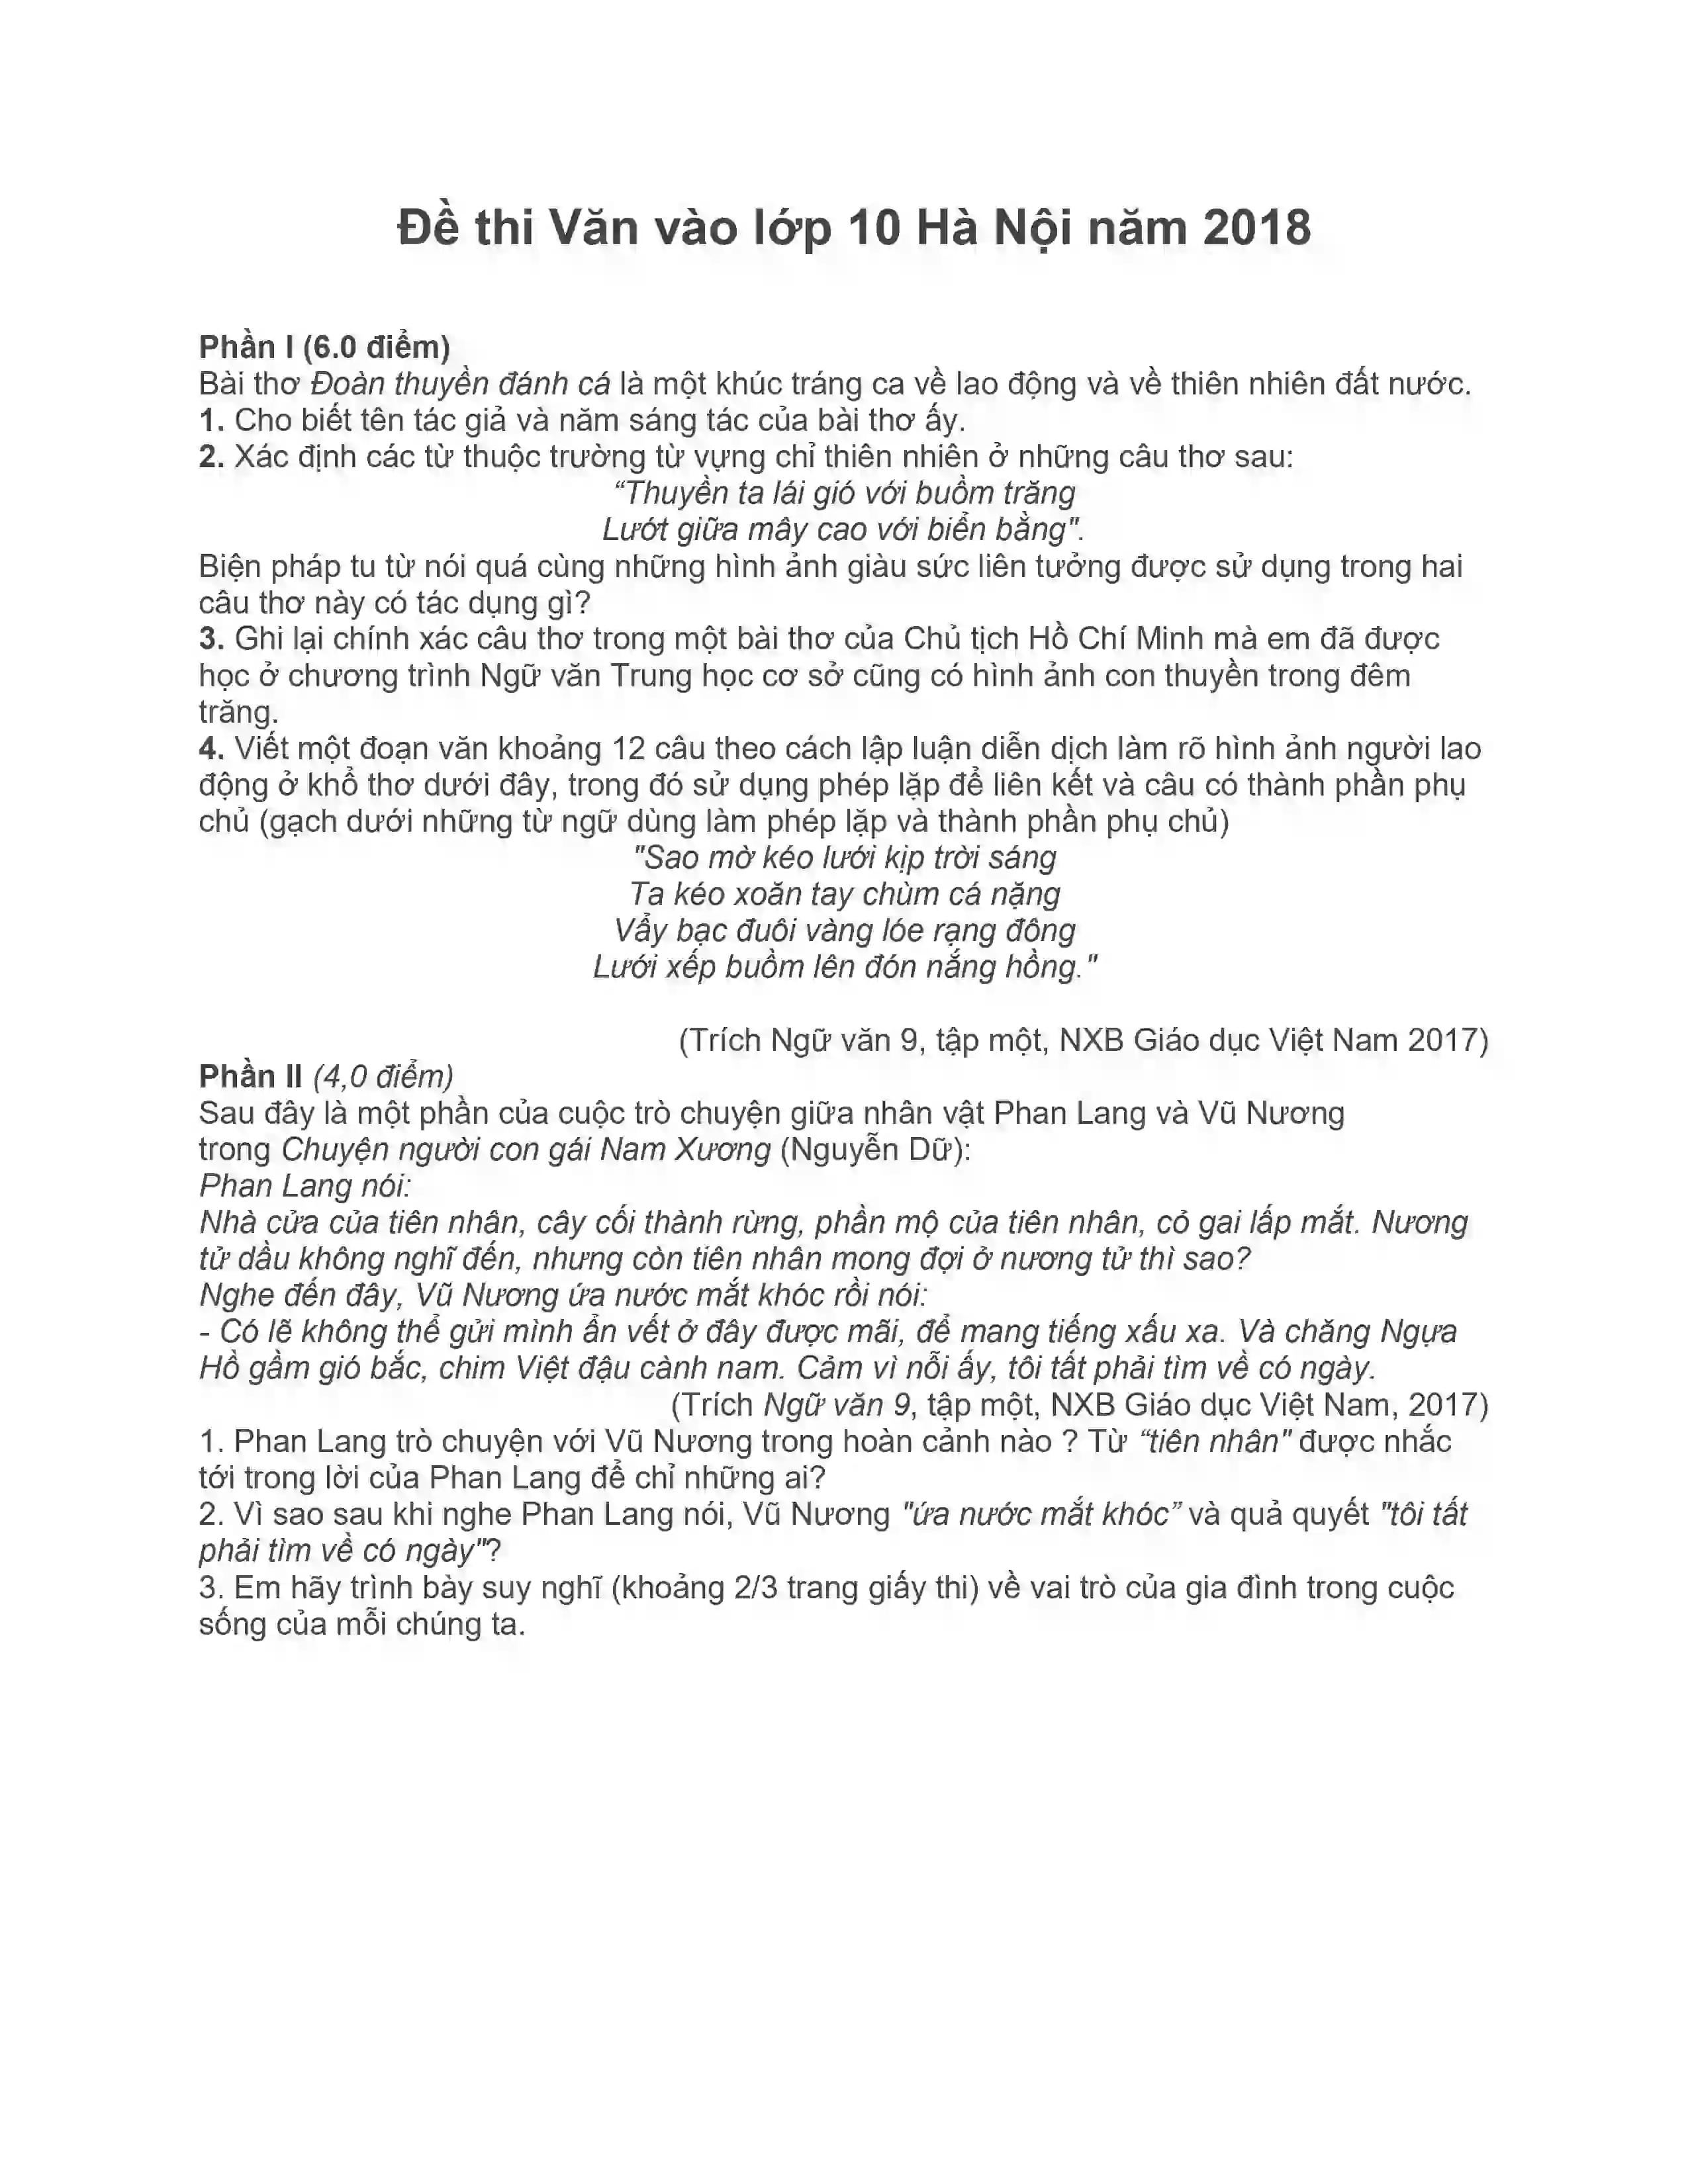 Đề thi Văn vào lớp 10 Hà Nội năm 2018
Phần I (6.0 điểm)
Bài thơ Đoàn thuyền đánh cá là một khúc tráng ca về lao động và về thiên nhiên đất nước.
1. Cho biết tên tác giả và năm sáng tác của bài thơ ấy.
2. Xác định các từ thuộc trường từ vựng chỉ thiên nhiên ở những câu thơ sau:
“Thuyền ta lái gió với buồm trăng
Lướt giữa mây cao với biển bằng".
Biện pháp tu từ nói quá cùng những hình ảnh giàu sức liên tưởng được sử dụng trong hai
câu thơ này có tác dụng gì?
3. Ghi lại chính xác câu thơ trong một bài thơ của Chủ tịch Hồ Chí Minh mà em đã được
học ở chương trình Ngữ văn Trung học cơ sở cũng có hình ảnh con thuyền trong đêm
trăng.
4. Viết một đoạn văn khoảng 12 câu theo cách lập luận diễn dịch làm rõ hình ảnh người lao
động ở khổ thơ dưới đây, trong đó sử dụng phép lặp để liên kết và câu có thành phần phụ
chủ (gạch dưới những từ ngữ dùng làm phép lặp và thành phần phụ chủ)
"Sao mờ kéo lưới kịp trời sáng
Ta kéo xoăn tay chùm cá nặng
Vẩy bạc đuôi vàng lóe rạng đông
Lưới xếp buồm lên đón nắng hồng."
(Trích Ngữ văn 9, tập một, NXB Giáo dục Việt Nam 2017)
Phần II (4,0 điểm)
Sau đây là một phần của cuộc trò chuyện giữa nhân vật Phan Lang và Vũ Nương
trong Chuyện người con gái Nam Xương (Nguyễn Dữ):
Phan Lang nói:
Nhà cửa của tiên nhân, cây cối thành rừng, phần mộ của tiên nhân, cỏ gai lấp mắt. Nương
tử dầu không nghĩ đến, nhưng còn tiên nhân mong đợi ở nương tử thì sao?
Nghe đến đây, Vũ Nương ứa nước mắt khóc rồi nói:
- Có lẽ không thể gửi mình ẩn vết ở đây được mãi, để mang tiếng xấu xa. Và chăng Ngựa
Hồ gầm gió bắc, chim Việt đậu cành nam. Cảm vì nỗi ấy, tôi tất phải tìm về có ngày.
(Trích Ngữ văn 9, tập một, NXB Giáo dục Việt Nam, 2017)
1. Phan Lang trò chuyện với Vũ Nương trong hoàn cảnh nào ? Từ “tiên nhân" được nhắc
tới trong lời của Phan Lang để chỉ những ai?
2. Vì sao sau khi nghe Phan Lang nói, Vũ Nương "ứa nước mắt khóc” và quả quyết "tôi tất
phải tìm về có ngày"?
3. Em hãy trình bày suy nghĩ (khoảng 2/3 trang giấy thi) về vai trò của gia đình trong cuộc
sống của mỗi chúng ta.